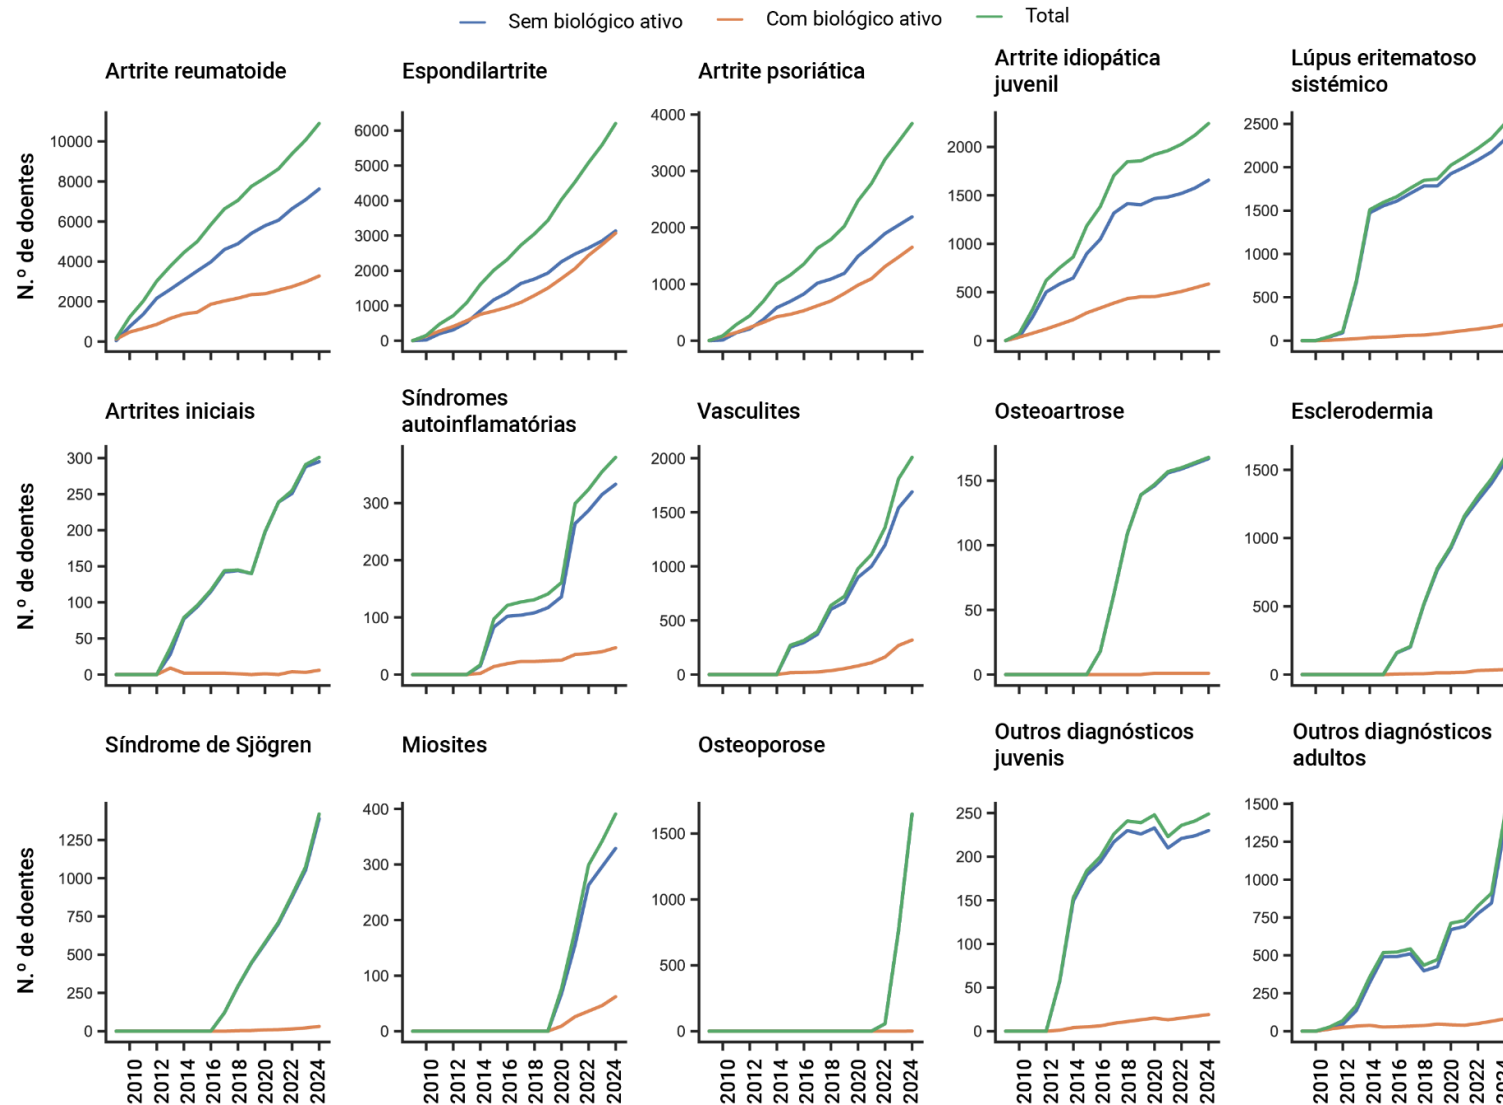 Sem biológico ativo
Com biológico ativo
Total
Artrite reumatoide
Espondilartrite
Artrite psoriática
Artrite idiopática
juvenil
Lúpus eritematoso
sistémico
N.º de doentes
10000
8000
6000
4000
2000
0
6000
5000
4000
3000
2000
1000
0
4000
3000
2000
1000
0
2000
1500
1000
500
0
2500
2000
1500
1000
500
0
Artrites iniciais
Síndromes
autoinflamatórias
Vasculites
Osteoartrose
Esclerodermia
N.º de doentes
300
250
200
150
100
50
0
300
200
100
0
2000
1500
1000
500
0
150
100
50
0
1500
1000
500
0
Síndrome de Sjögren
Miosites
Osteoporose
Outros diagnósticos
juvenis
Outros diagnósticos
adultos
N.º de doentes
1250
1000
750
500
250
0
400
300
200
100
0
1500
1000
500
0
250
200
150
100
50
0
1500
1250
1000
750
500
250
0
2010 2012 2014 2016 2018 2020 2022 2024
2010 2012 2014 2016 2018 2020 2022 2024
2010 2012 2014 2016 2018 2020 2022 2024
2010 2012 2014 2016 2018 2020 2022 2024
2010 2012 2014 2016 2018 2020 2022 2024